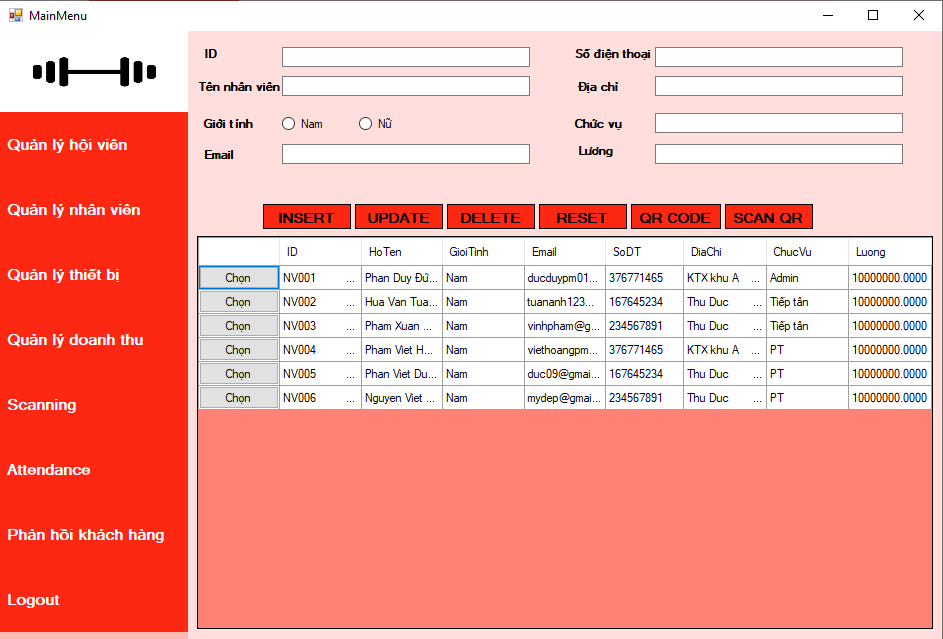 MainMenu
Quản lý hội viên
Quản lý nhân viên
Quản lý thiết bị
Quản lý doanh thu
Scanning
Attendance
Phản hồi khách hàng
Logout
ID
Số điện thoại
Tên nhân viên
Địa chỉ
Giới tính
Nam
Nữ
Chức vụ
Email
Lương
INSERT UPDATE DELETE RESET QR CODE SCAN QR
ID HoTen GioiTinh Email SoDT DiaChi ChucVu Luong
Chọn NV001 ... Phan Duy Đứ... Nam ducduypm01... 376771465 KTX khu A ... Admin 10000000.0000
Chọn NV002 ... Hua Van Tua... Nam tuananh123... 167645234 Thu Duc ... Tiếp tân 10000000.0000
Chọn NV003 ... Pham Xuan ... Nam vinhpham@g... 234567891 Thu Duc ... Tiếp tân 10000000.0000
Chọn NV004 ... Pham Viet H... Nam viethoangpm... 376771465 KTX khu A ... PT 10000000.0000
Chọn NV005 ... Phan Viet Du... Nam duc09@gmai... 167645234 Thu Duc ... PT 10000000.0000
Chọn NV006 ... Nguyen Viet ... Nam mydep@gmai... 234567891 Thu Duc ... PT 10000000.0000